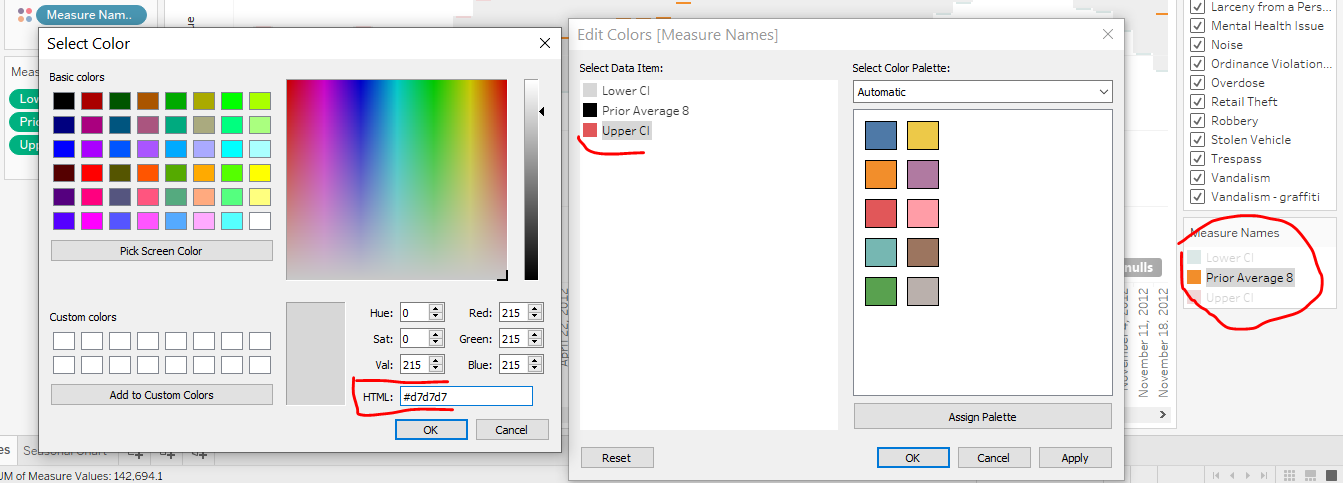 Measure Nam..
Measu
Low
Prio
Upp
ue
Select Color
Basic colors
Pick Screen Color
Custom colors
Add to Custom Colors
Hue: 0
Red: 215
Sat: 0
Green: 215
Val: 215
Blue: 215
HTML: #d7d7d7
OK
Cancel
Edit Colors [Measure Names]
Select Data Item:
Lower CI
Prior Average 8
Upper CI
Select Color Palette:
Automatic
Assign Palette
Reset
OK
Cancel
Apply
April 22, 2012
Larceny from a Pers...
Mental Health Issue
Noise
Ordinance Violation...
Overdose
Retail Theft
Robbery
Stolen Vehicle
Trespass
Vandalism
Vandalism - graffiti
Measure Names
Lower CI
Prior Average 8
Upper CI
nulls
November 11, 2012
November 18, 2012
es
Seasonal Chart
UM of Measure Values: 142,694.1